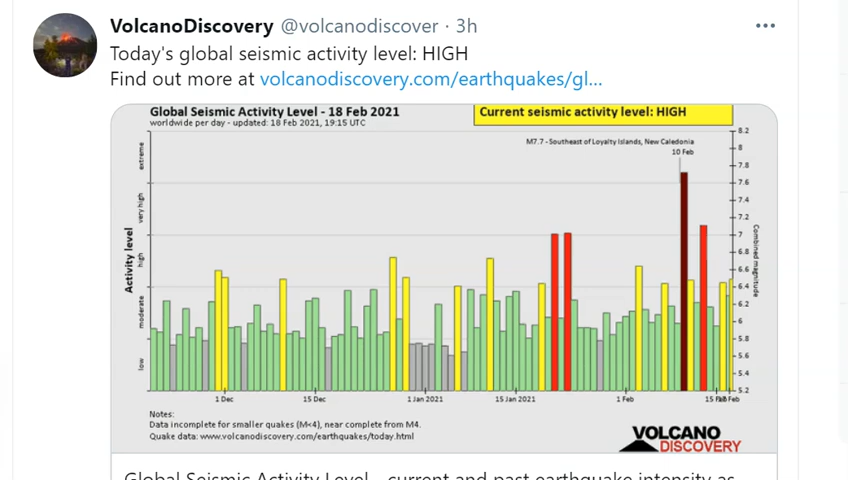 VolcanoDiscovery @volcanodiscover · 3h
Today's global seismic activity level: HIGH
Find out more at volcanodiscovery.com/earthquakes/gl...
Global Seismic Activity Level - 18 Feb 2021
worldwide per day - updated: 18 Feb 2021, 19:15 UTC
Current seismic activity level: HIGH
M7.7 - Southeast of Loyalty Islands, New Caledonia
10 Feb
Activity level
extreme
very high
high
moderate
low
8.2
8
7.8
7.6
7.4
7.2
7
6.8
6.6
6.4
6.2
6
5.8
5.6
5.4
5.2
Combined magnitude
1 Dec
15 Dec
1 Jan 2021
15 Jan 2021
1 Feb
15 Feb
Notes:
Data incomplete for smaller quakes (M<4), near complete from M4.
Quake data: www.volcanodiscovery.com/earthquakes/today.html
VOLCANO
DISCOVERY
Global Seismic Activity Level - current and past earthquake intensity as